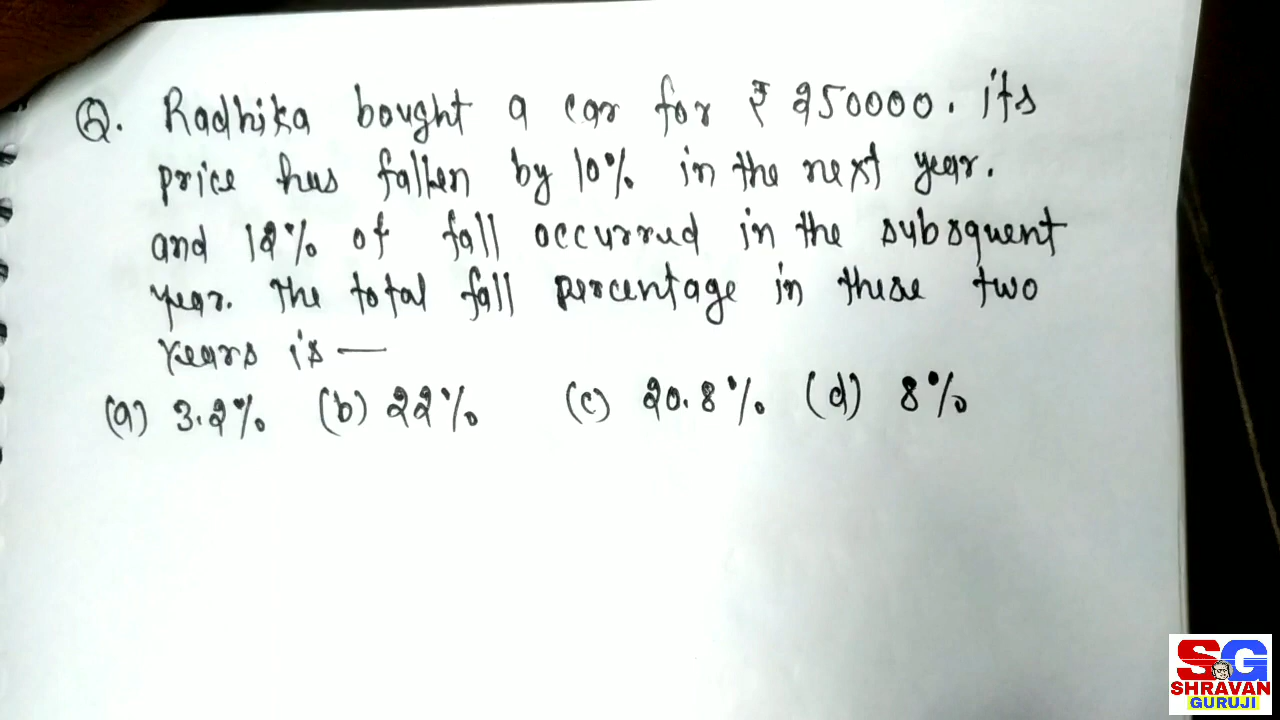 Q. Radhika bought a car for ₹ 250000. its
price has fallen by 10% in the next year.
and 12% of fall occurred in the subsquent
year. The total fall percentage in these two
years is —
(a) 3.2% (b) 22% (c) 20.8% (d) 8%
SG
SHRAVAN
GURUJI